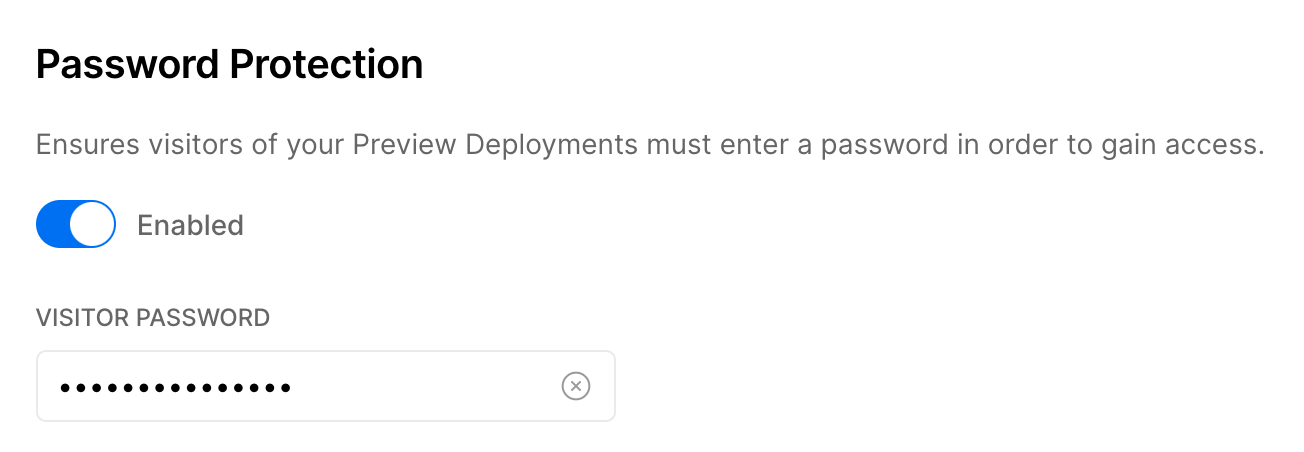 Password Protection
Ensures visitors of your Preview Deployments must enter a password in order to gain access.
Enabled
VISITOR PASSWORD
•••••••••••••••